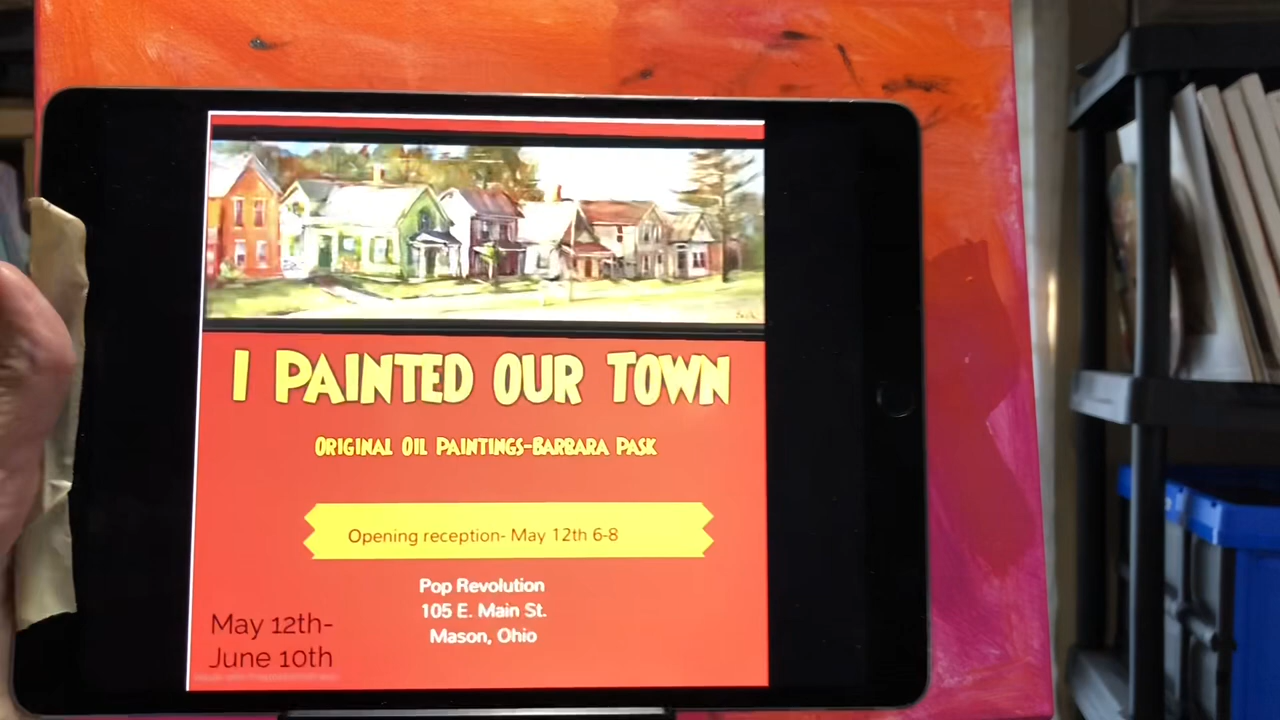 I PAINTED OUR TOWN
ORIGINAL OIL PAINTINGS-BARBARA PASK
Opening reception- May 12th 6-8
Pop Revolution
105 E. Main St.
Mason, Ohio
May 12th-
June 10th